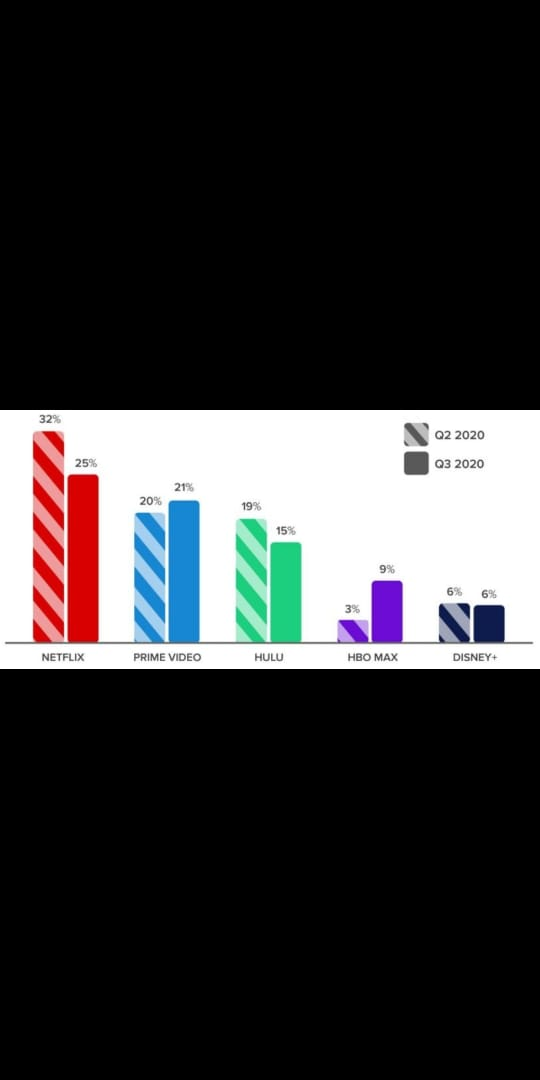 32%
25%
20%
21%
19%
15%
3%
9%
6%
6%
Q2 2020
Q3 2020
NETFLIX
PRIME VIDEO
HULU
HBO MAX
DISNEY+